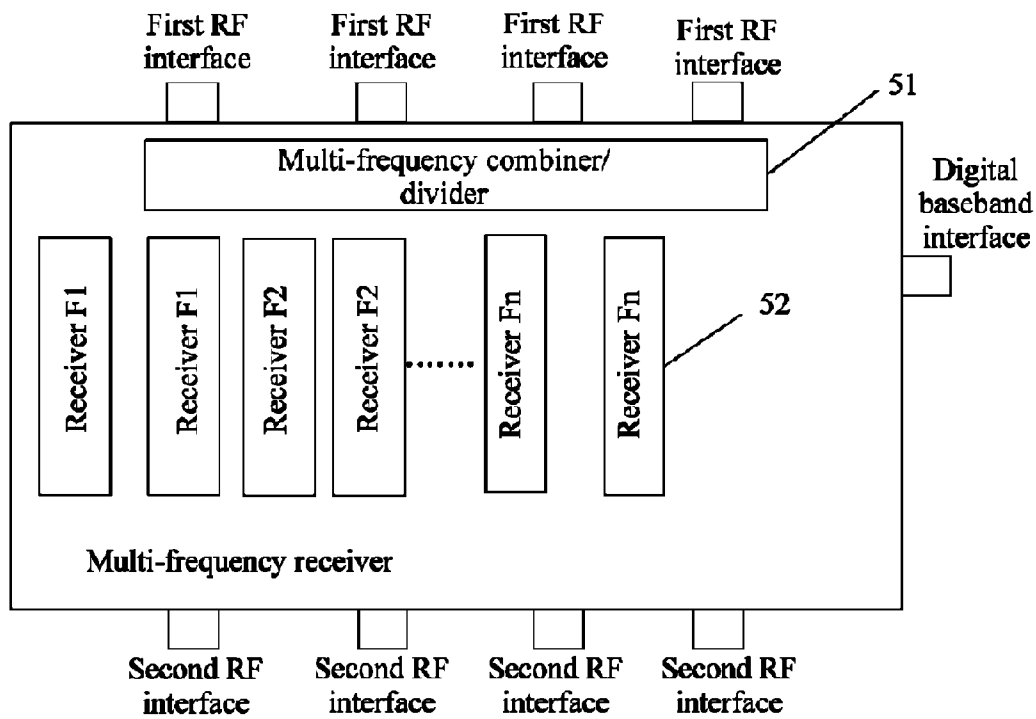 First RF
interface
First RF
interface
First RF
interface
First RF
interface
51
Multi-frequency combiner/
divider
Digital
baseband
interface
Receiver F1
Receiver F1
Receiver F2
Receiver F2
Receiver Fn
Receiver Fn
52
Multi-frequency receiver
Second RF
interface
Second RF
interface
Second RF
interface
Second RF
interface